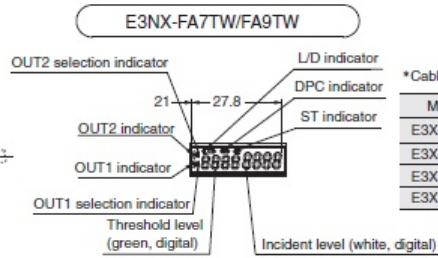 E3NX-FA7TW/FA9TW
OUT2 selection indicator
L/D indicator
DPC indicator
*Cabl
21
27.8
ST indicator
M
OUT2 indicator
E3X
E3X
OUT1 indicator
E3X
E3X
OUT1 selection indicator
Threshold level
(green, digital)
Incident level (white, digital)